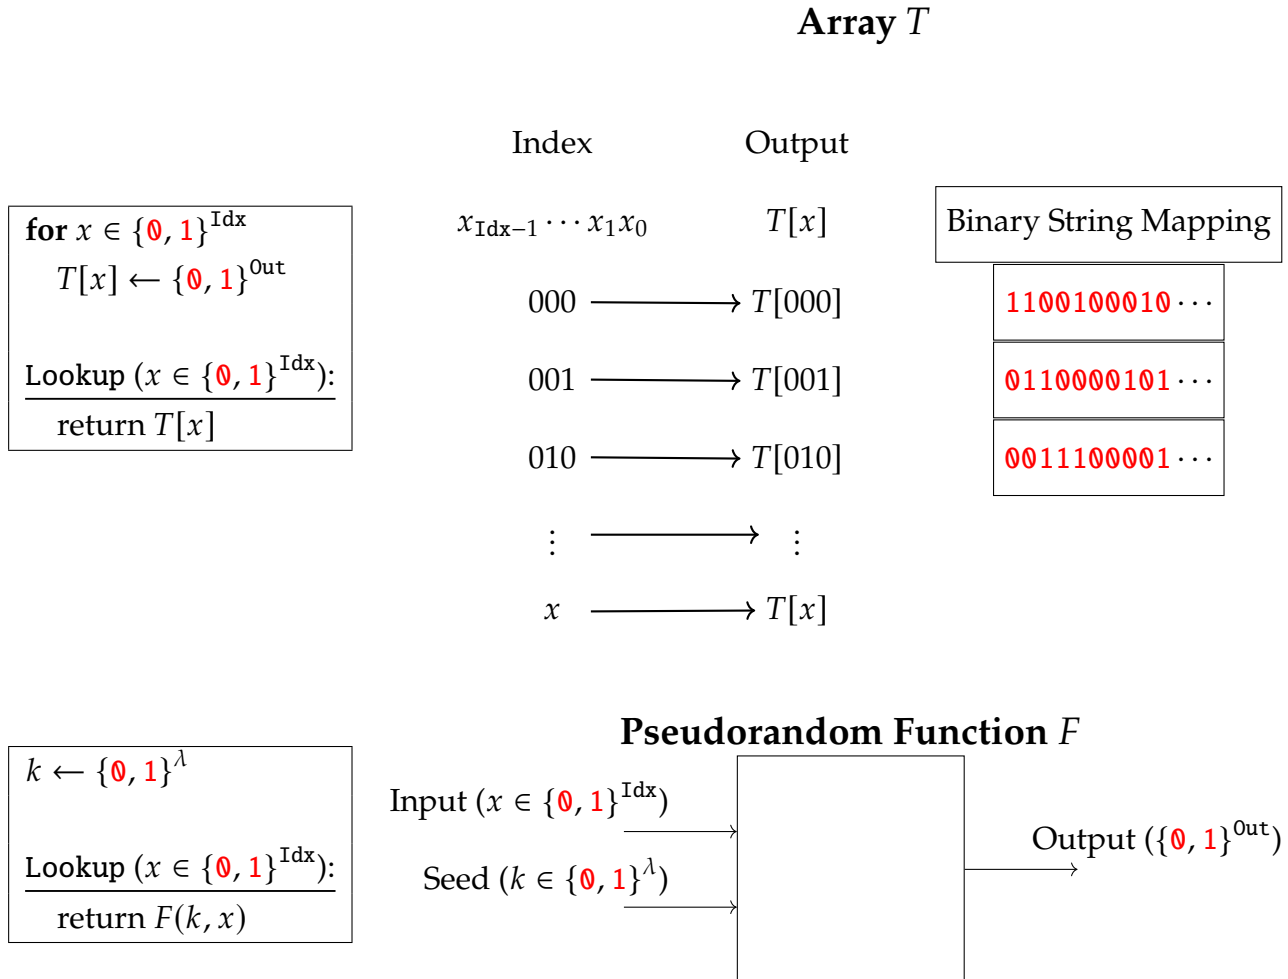 Array T
Index Output
x_{Idx−1} ⋯ x_1x_0 T[x] Binary String Mapping
000 T[000] 1100100010 ⋯
001 T[001] 0110000101 ⋯
010 T[010] 0011100001 ⋯
⋮ ⋮
x T[x]
for x ∈ {0, 1}^{Idx}
T[x] ← {0, 1}^{Out}
Lookup (x ∈ {0, 1}^{Idx}):
return T[x]
Pseudorandom Function F
k ← {0, 1}^λ
Lookup (x ∈ {0, 1}^{Idx}):
return F(k, x)
Input (x ∈ {0, 1}^{Idx})
Seed (k ∈ {0, 1}^λ)
Output ({0, 1}^{Out})